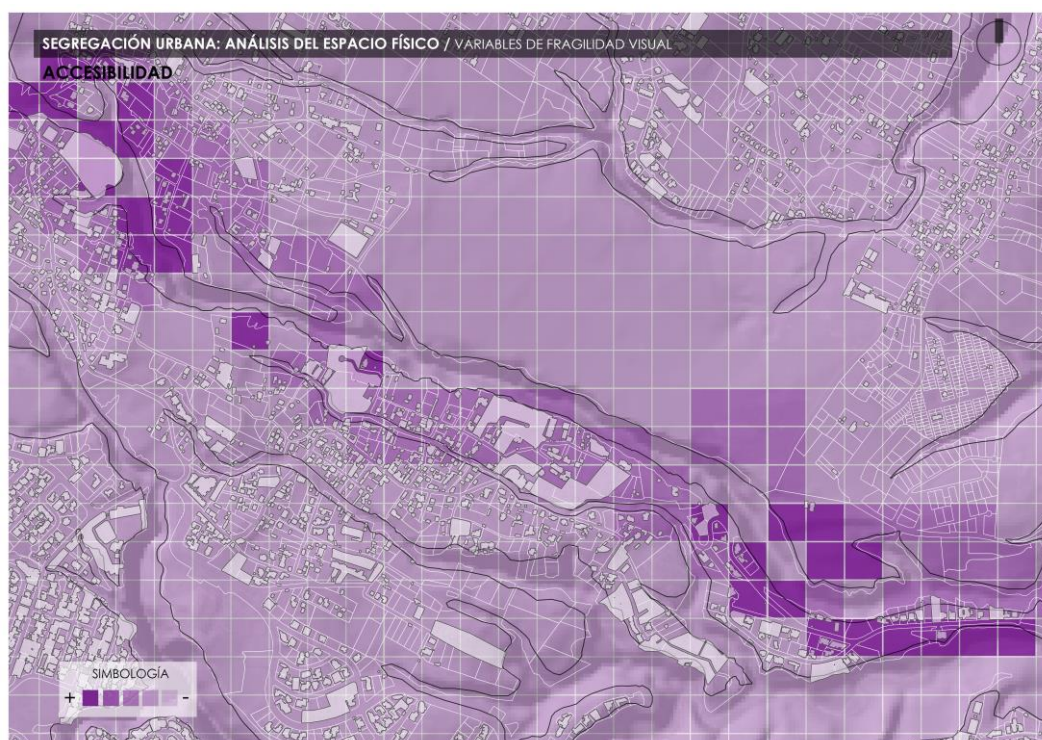 SEGREGACIÓN URBANA: ANÁLISIS DEL ESPACIO FÍSICO / VARIABLES DE FRAGILIDAD VISUAL
ACCESIBILIDAD
SIMBOLOGÍA
+ -